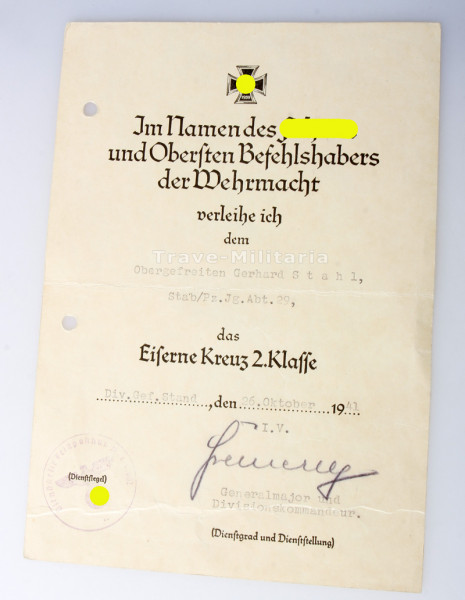 Im Namen des
und Obersten Befehlshabers
der Wehrmacht
verleihe ich
dem
Trave-Militaria
Obergefreiten Gerhard S t a h l,
Stab/Pz.Jg.Abt.29,
das
Eiserne Kreuz 2.Klasse
Div.Gef.Stand, den 26.Oktober 1941
I.V.
(Dienstsiegel)
Generalmajor und
Divisionskommandeur.
(Dienstgrad und Dienststellung)